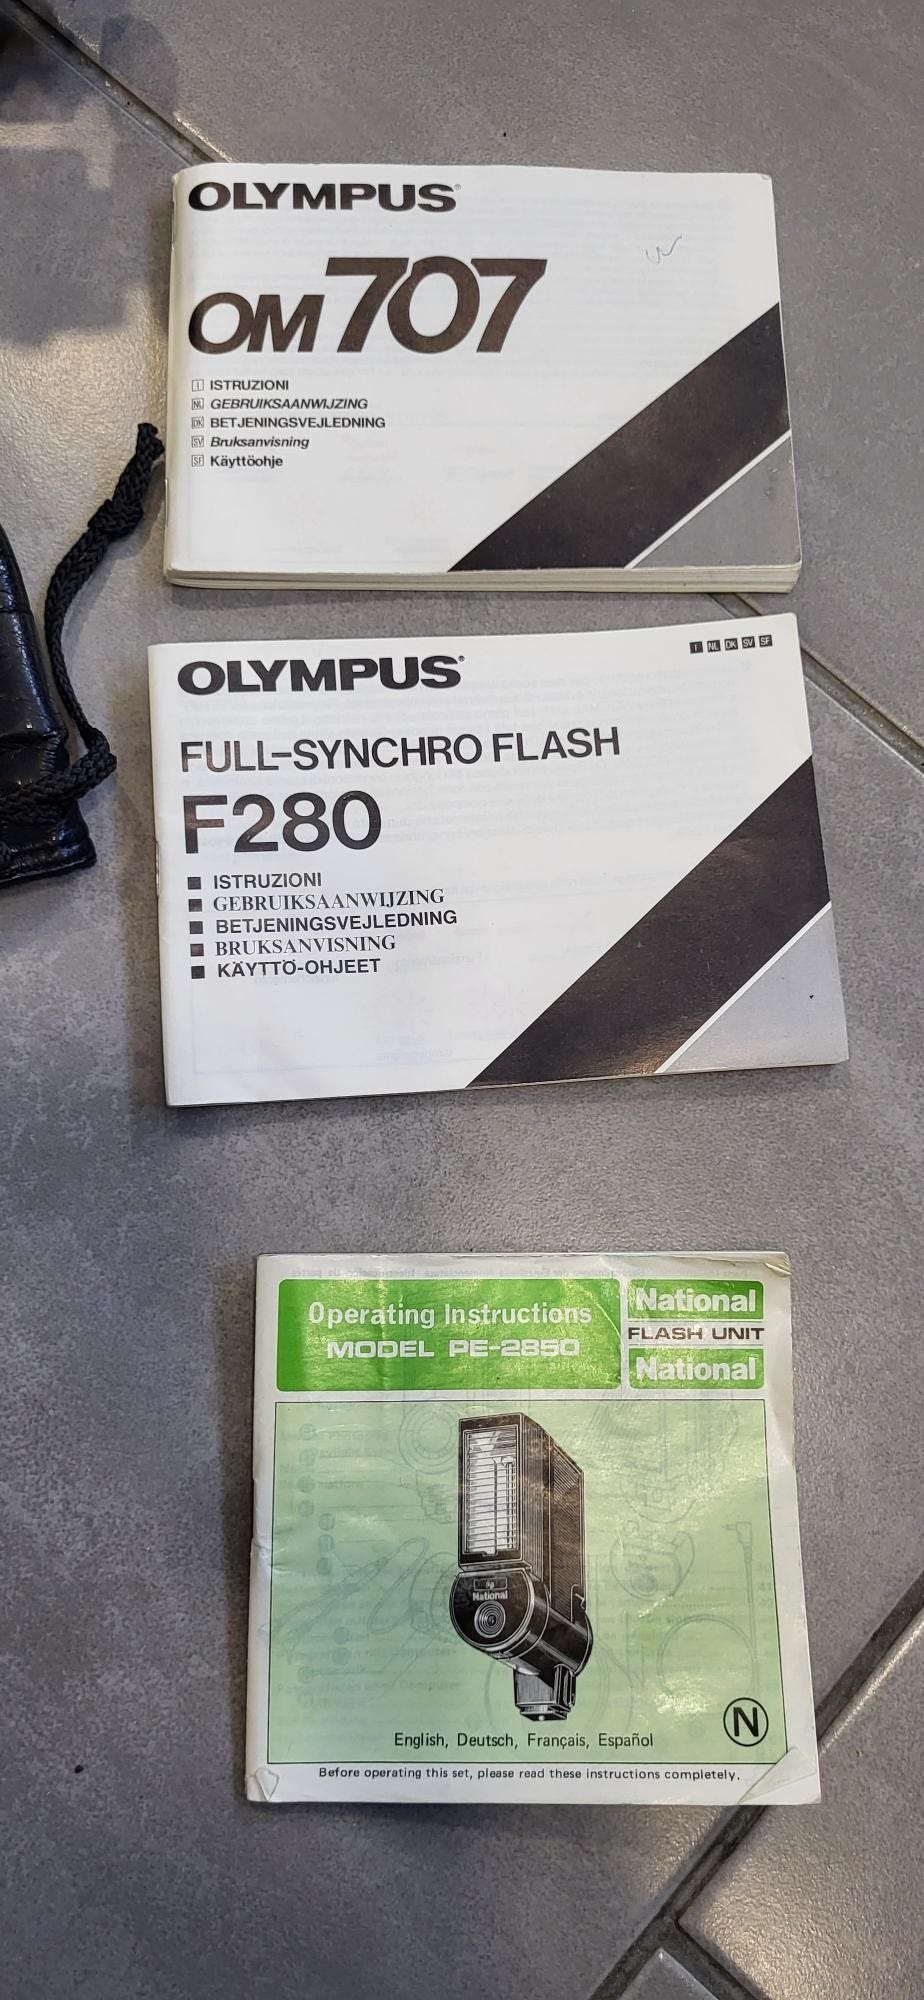 OLYMPUS®
OM707
I ISTRUZIONI
NL GEBRUIKSAANWIJZING
DK BETJENINGSVEJLEDNING
SV Bruksanvisning
SF Käyttöohje
OLYMPUS®
I NL DK SV SF
FULL-SYNCHRO FLASH
F280
■ ISTRUZIONI
■ GEBRUIKSAANWIJZING
■ BETJENINGSVEJLEDNING
■ BRUKSANVISNING
■ KÄYTTÖ-OHJEET
Operating Instructions
MODEL PE-2850
National
FLASH UNIT
National
National
N
English, Deutsch, Français, Español
Before operating this set, please read these instructions completely.